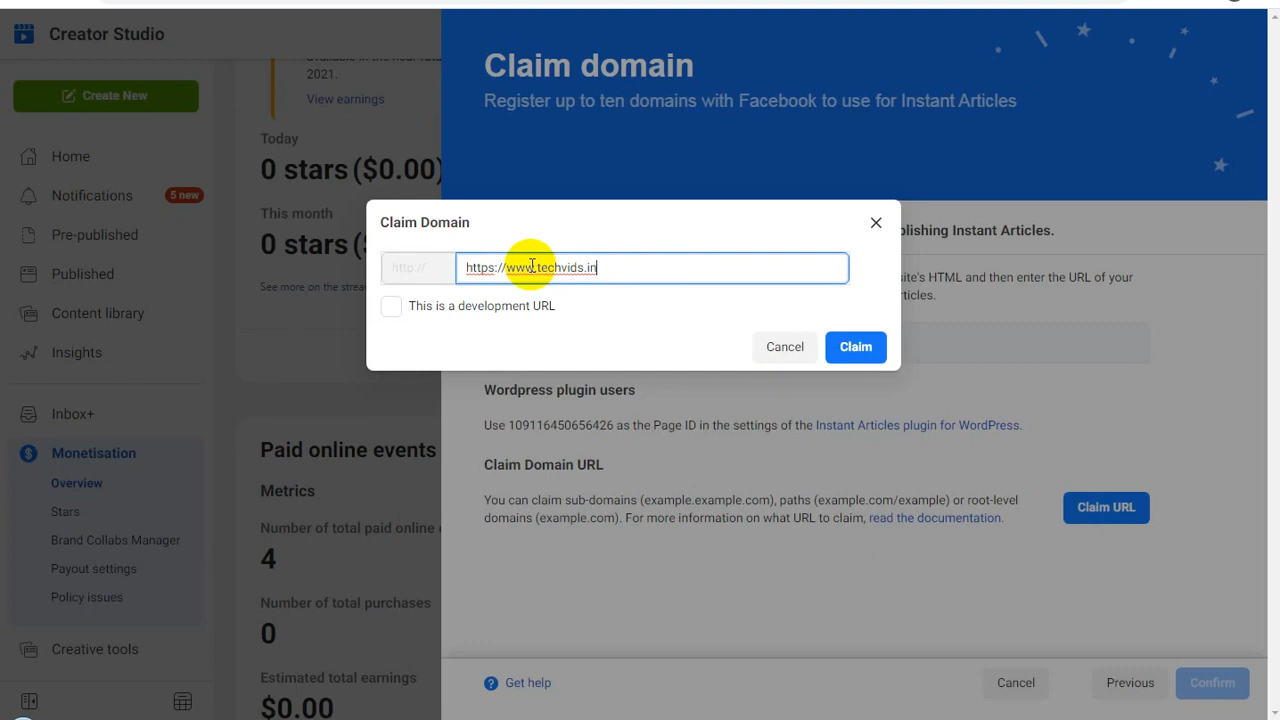 Creator Studio
Create New
Home
Notifications
5 new
Pre-published
Published
Content library
Insights
Inbox+
Monetisation
Overview
Stars
Brand Collabs Manager
Payout settings
Policy issues
Creative tools
2021.
View earnings
Today
0 stars ($0.00)
This month
0 stars (
See more on the
Paid online events
Metrics
Number of total paid online
4
Number of total purchases
0
Estimated total earnings
$0.00
Claim domain
Register up to ten domains with Facebook to use for Instant Articles
Claim Domain
http://
https://www.techvids.in
This is a development URL
Cancel
Claim
Instant Articles.
HTML and then enter the URL of your
Wordpress plugin users
Use 109116450656426 as the Page ID in the settings of the Instant Articles plugin for WordPress.
Claim Domain URL
You can claim sub-domains (example.example.com), paths (example.com/example) or root-level
domains (example.com). For more information on what URL to claim, read the documentation.
Claim URL
Get help
Cancel
Previous
Confirm